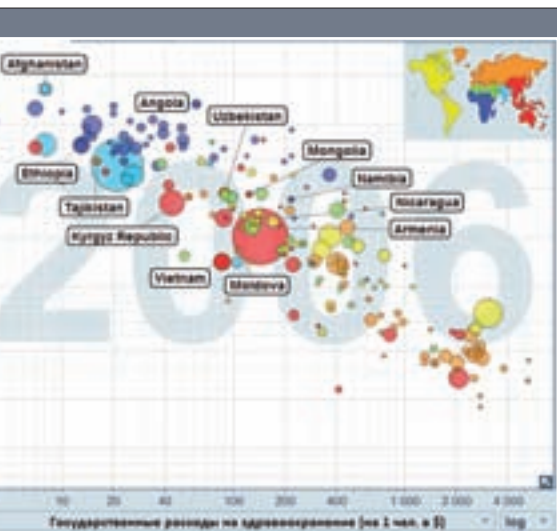 Afghanistan
Angola
Uzbekistan
Mongolia
Ethiopia
Namibia
Tajikistan
Nicaragua
Kyrgyz Republic
Armenia
Vietnam
Moldova
2006
10 20 40 100 200 400 1 000 2 000 4 000
Государственные расходы на здравоохранение (на 1 чел. в $) log